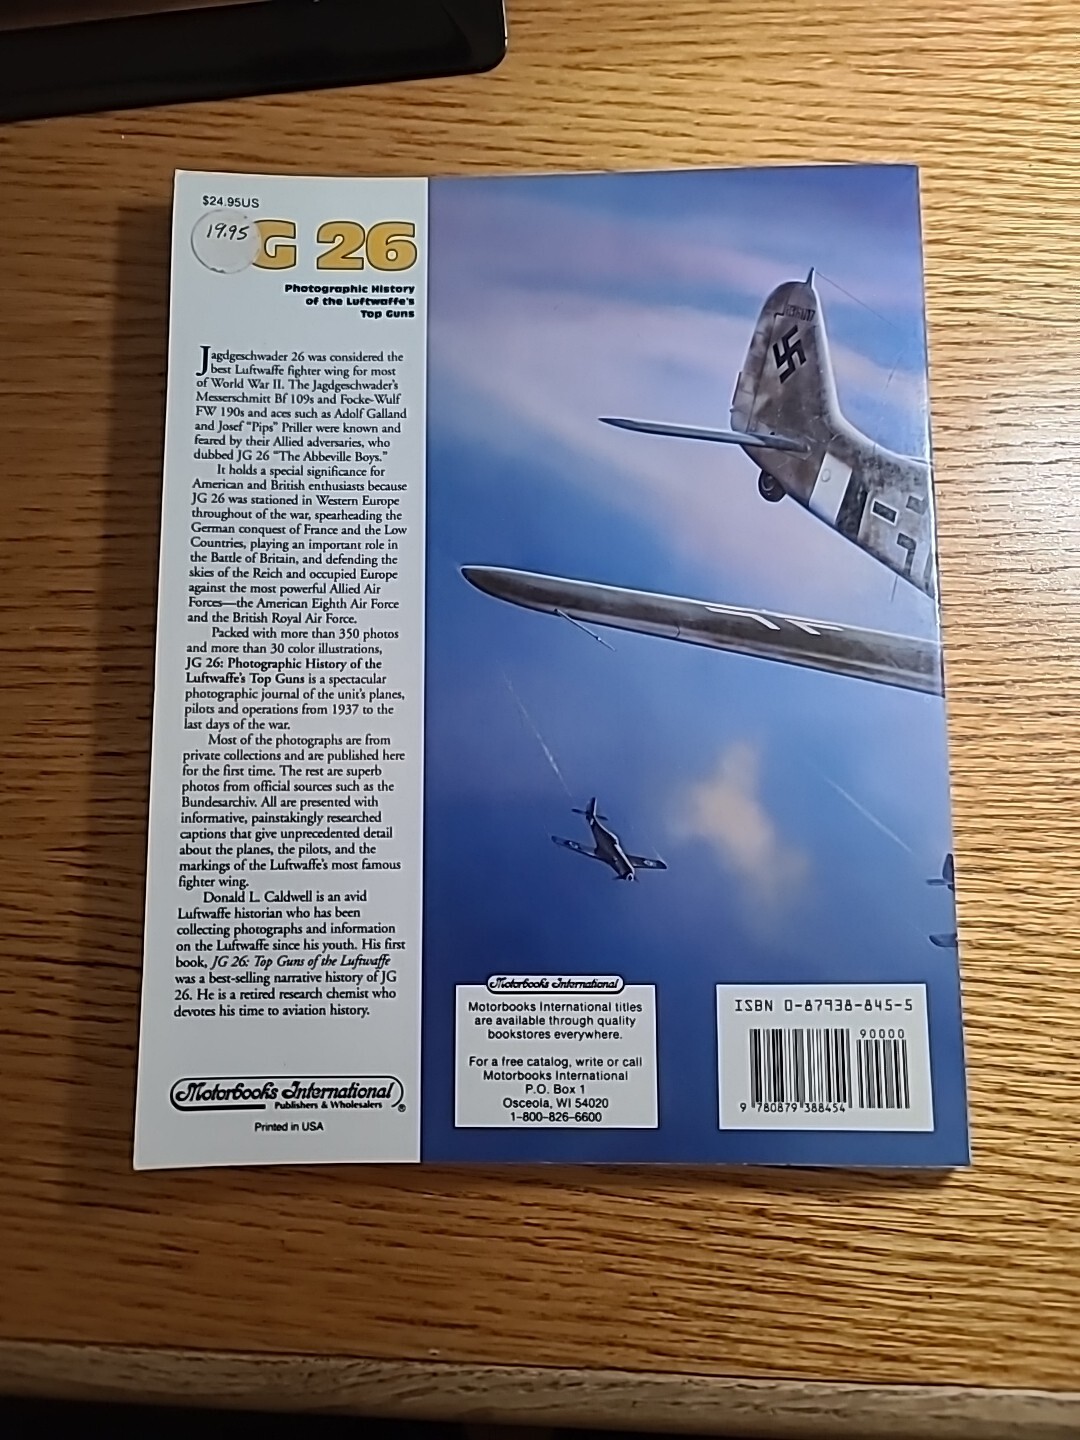 $24.95US
19.95
G 26
Photographic History
of the Luftwaffe's
Top Guns
Jagdgeschwader 26 was considered the
best Luftwaffe fighter wing for most
of World War II. The Jagdgeschwader's
Messerschmitt Bf 109s and Focke-Wulf
FW 190s and aces such as Adolf Galland
and Josef "Pips" Priller were known and
feared by their Allied adversaries, who
dubbed JG 26 "The Abbeville Boys."
It holds a special significance for
American and British enthusiasts because
JG 26 was stationed in Western Europe
throughout of the war, spearheading the
German conquest of France and the Low
Countries, playing an important role in
the Battle of Britain, and defending the
skies of the Reich and occupied Europe
against the most powerful Allied Air
Forces—the American Eighth Air Force
and the British Royal Air Force.
Packed with more than 350 photos
and more than 30 color illustrations,
JG 26: Photographic History of the
Luftwaffe's Top Guns is a spectacular
photographic journal of the unit's planes,
pilots and operations from 1937 to the
last days of the war.
Most of the photographs are from
private collections and are published here
for the first time. The rest are superb
photos from official sources such as the
Bundesarchiv. All are presented with
informative, painstakingly researched
captions that give unprecedented detail
about the planes, the pilots, and the
markings of the Luftwaffe's most famous
fighter wing.
Donald L. Caldwell is an avid
Luftwaffe historian who has been
collecting photographs and information
on the Luftwaffe since his youth. His first
book, JG 26: Top Guns of the Luftwaffe
was a best-selling narrative history of JG
26. He is a retired research chemist who
devotes his time to aviation history.
Motorbooks International
Publishers & Wholesalers ®
Printed in USA
Motorbooks International
Motorbooks International titles
are available through quality
bookstores everywhere.
For a free catalog, write or call
Motorbooks International
P.O. Box 1
Osceola, WI 54020
1-800-826-6600
ISBN 0-87938-845-5
90000
9 780879 388454